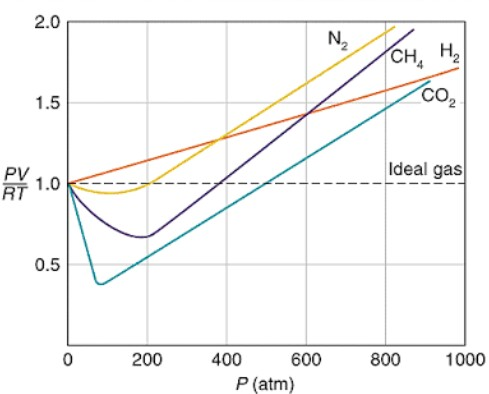 2.0
N₂
CH₄
H₂
1.5
CO₂
PV
RT
1.0
Ideal gas
0.5
0 200 400 600 800 1000
P (atm)